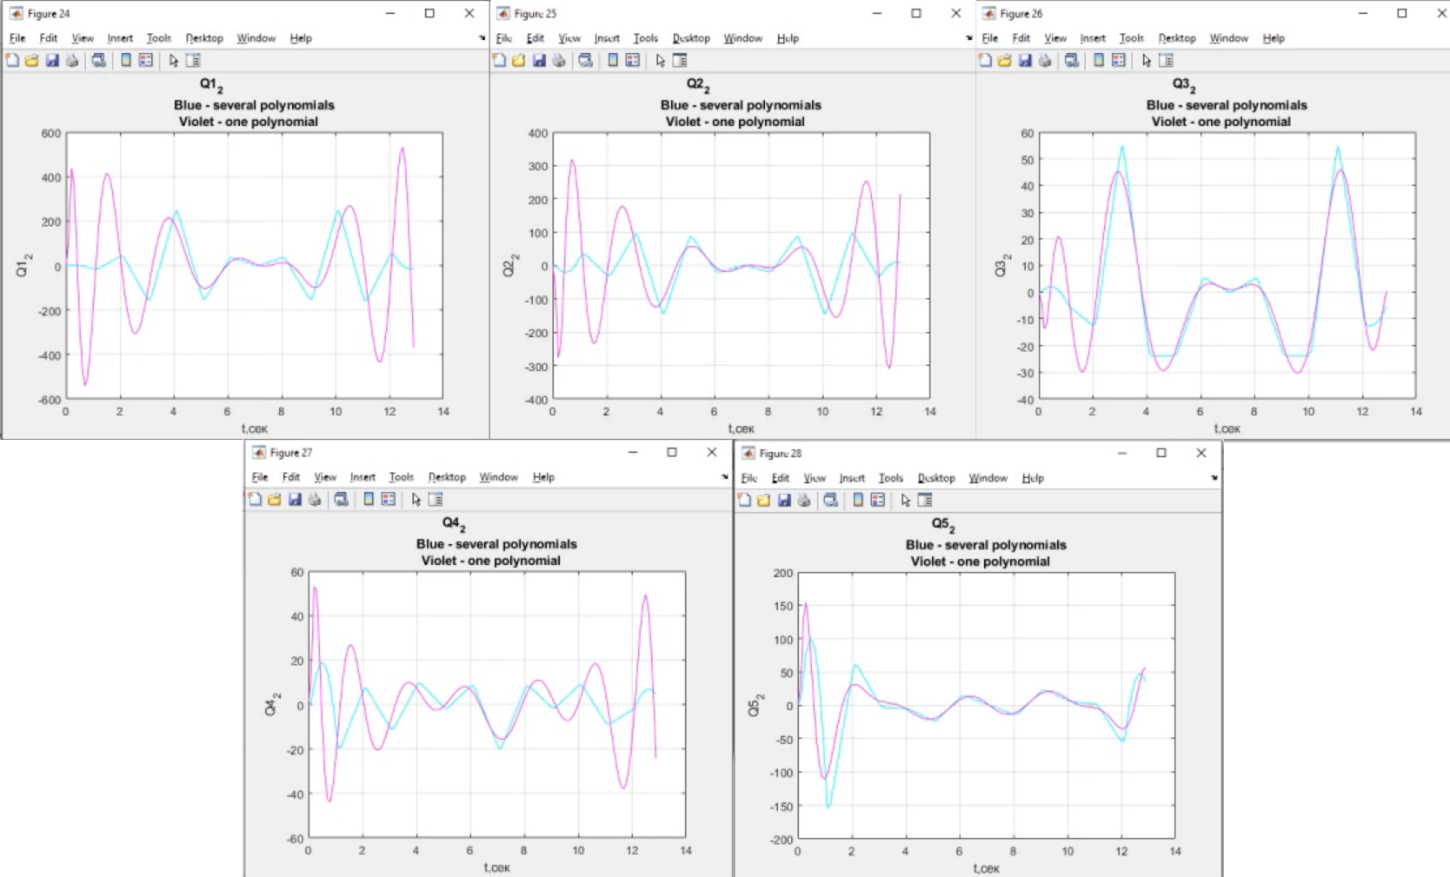 Figure 24
File Edit View Insert Tools Desktop Window Help
Q1₂
Blue - several polynomials
Violet - one polynomial
600
400
200
0
-200
-400
-600
Q1₂
0 2 4 6 8 10 12 14
t,сек
Figure 25
File Edit View Insert Tools Desktop Window Help
Q2₂
Blue - several polynomials
Violet - one polynomial
400
300
200
100
0
-100
-200
-300
-400
Q2₂
0 2 4 6 8 10 12 14
t,сек
Figure 26
File Edit View Insert Tools Desktop Window Help
Q3₂
Blue - several polynomials
Violet - one polynomial
60
50
40
30
20
10
0
-10
-20
-30
-40
Q3₂
0 2 4 6 8 10 12 14
t,сек
Figure 27
File Edit View Insert Tools Desktop Window Help
Q4₂
Blue - several polynomials
Violet - one polynomial
60
40
20
0
-20
-40
-60
Q4₂
0 2 4 6 8 10 12 14
t,сек
Figure 28
File Edit View Insert Tools Desktop Window Help
Q5₂
Blue - several polynomials
Violet - one polynomial
200
150
100
50
0
-50
-100
-150
-200
Q5₂
0 2 4 6 8 10 12 14
t,сек